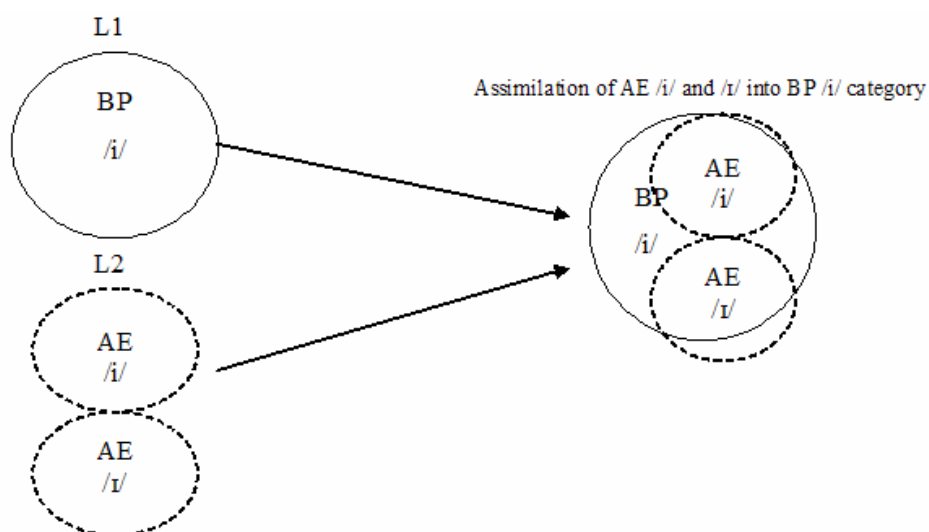 L1
BP
/i/
L2
AE
/i/
AE
/ɪ/
Assimilation of AE /i/ and /ɪ/ into BP /i/ category
AE
/i/
BP
/i/
AE
/ɪ/